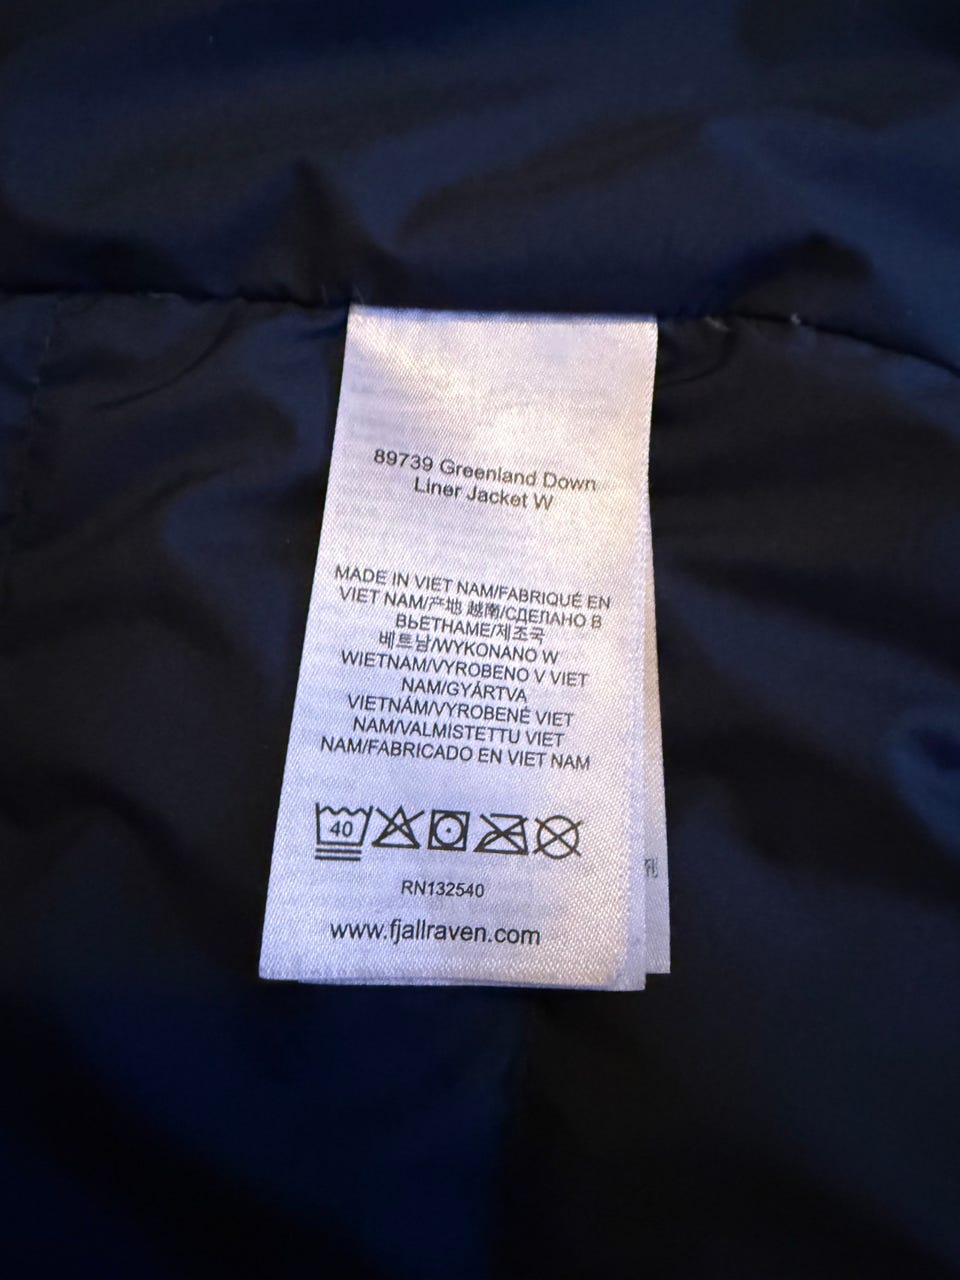 89739 Greenland Down
Liner Jacket W
MADE IN VIET NAM/FABRIQUÉ EN
VIET NAM/产地 越南/СДЕЛАНО В
ВЬЕТНАМЕ/제조국
베트남/WYKONANO W
WIETNAM/VYROBENO V VIET
NAM/GYÁRTVA
VIETNÁM/VYROBENÉ VIET
NAM/VALMISTETTU VIET
NAM/FABRICADO EN VIET NAM
40
RN132540
www.fjallraven.com